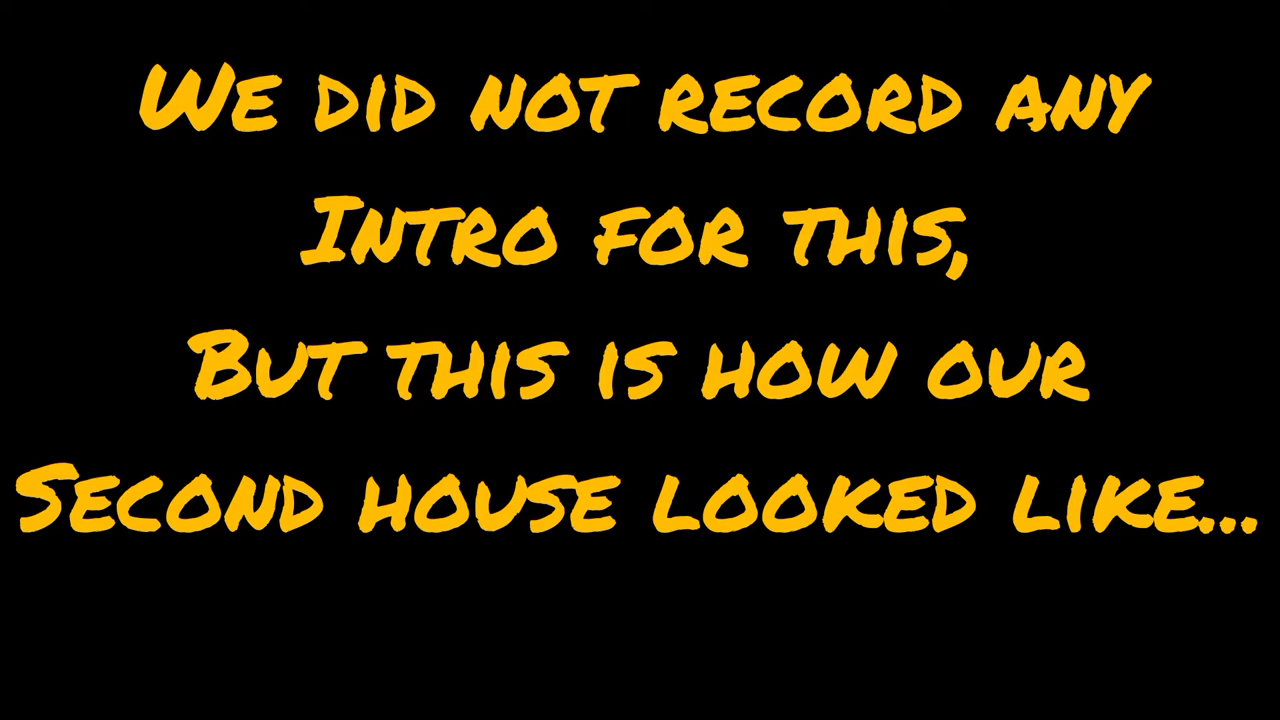 We did not record any
Intro for this,
But this is how our
Second house looked like...